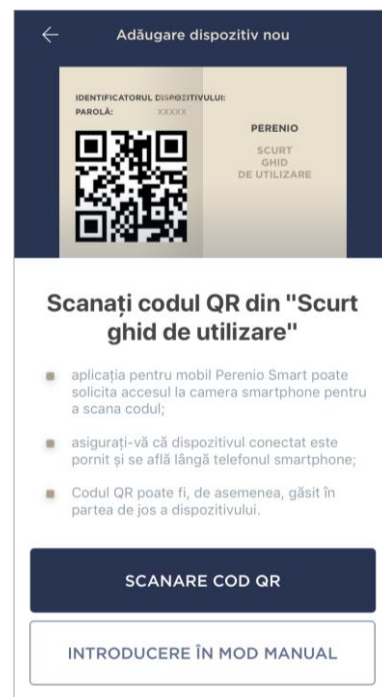 Adăugare dispozitiv nou
IDENTIFICATORUL DISPOZITIVULUI:
PAROLĂ: XXXXX
PERENIO
SCURT
GHID
DE UTILIZARE
Scanați codul QR din "Scurt
ghid de utilizare"
aplicația pentru mobil Perenio Smart poate
solicita accesul la camera smartphone pentru
a scana codul;
asigurați-vă că dispozitivul conectat este
pornit și se află lângă telefonul smartphone;
Codul QR poate fi, de asemenea, găsit în
partea de jos a dispozitivului.
SCANARE COD QR
INTRODUCERE ÎN MOD MANUAL